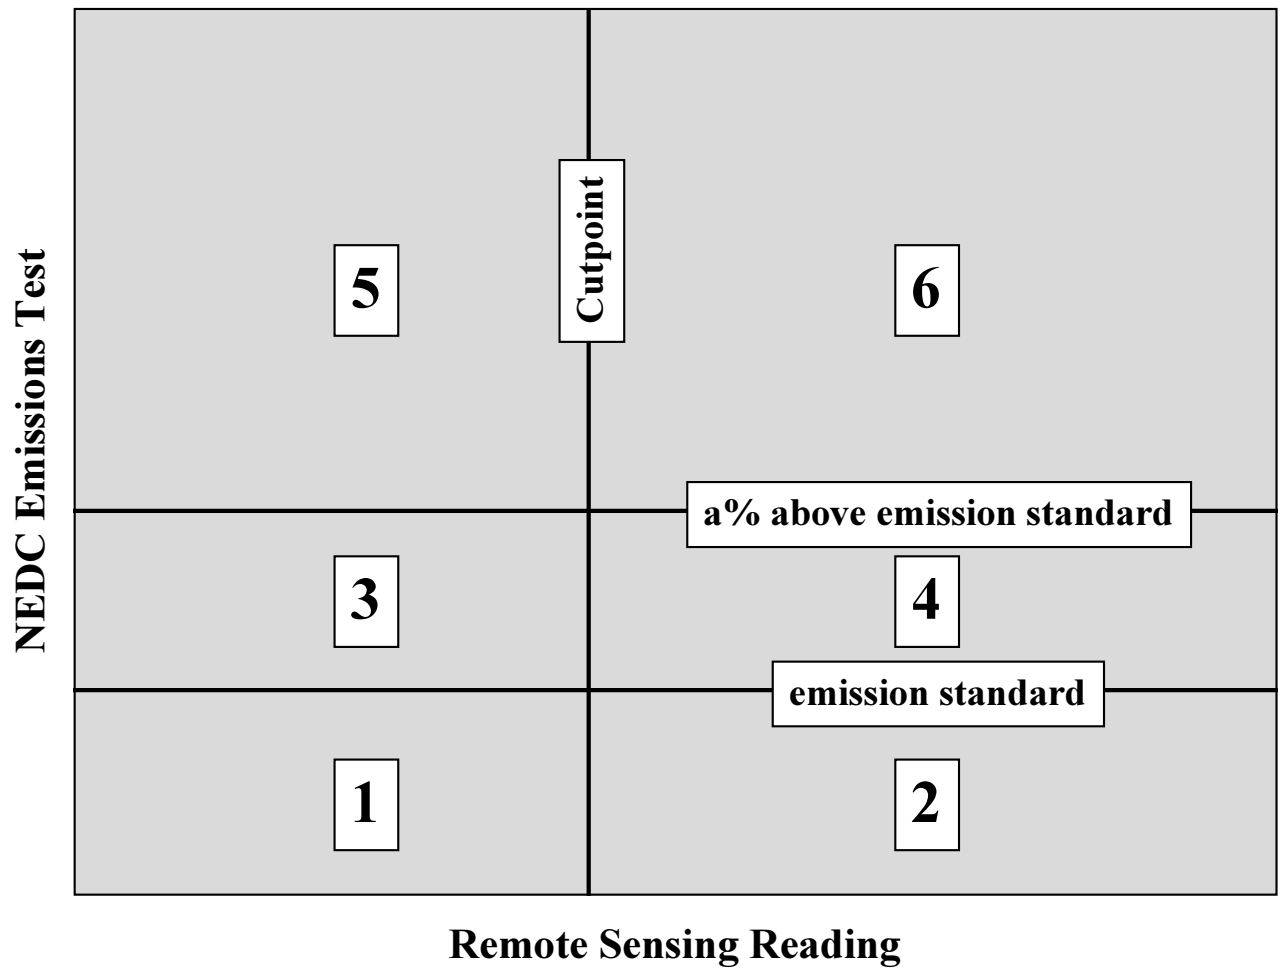 NEDC Emissions Test
Cutpoint
5
6
a% above emission standard
3
4
emission standard
1
2
Remote Sensing Reading